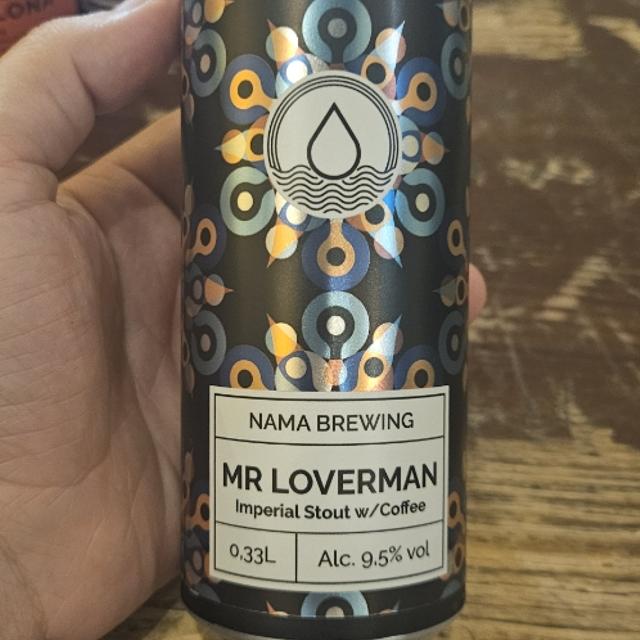 NAMA BREWING
MR LOVERMAN
Imperial Stout w/Coffee
0,33L
Alc. 9.5% vol